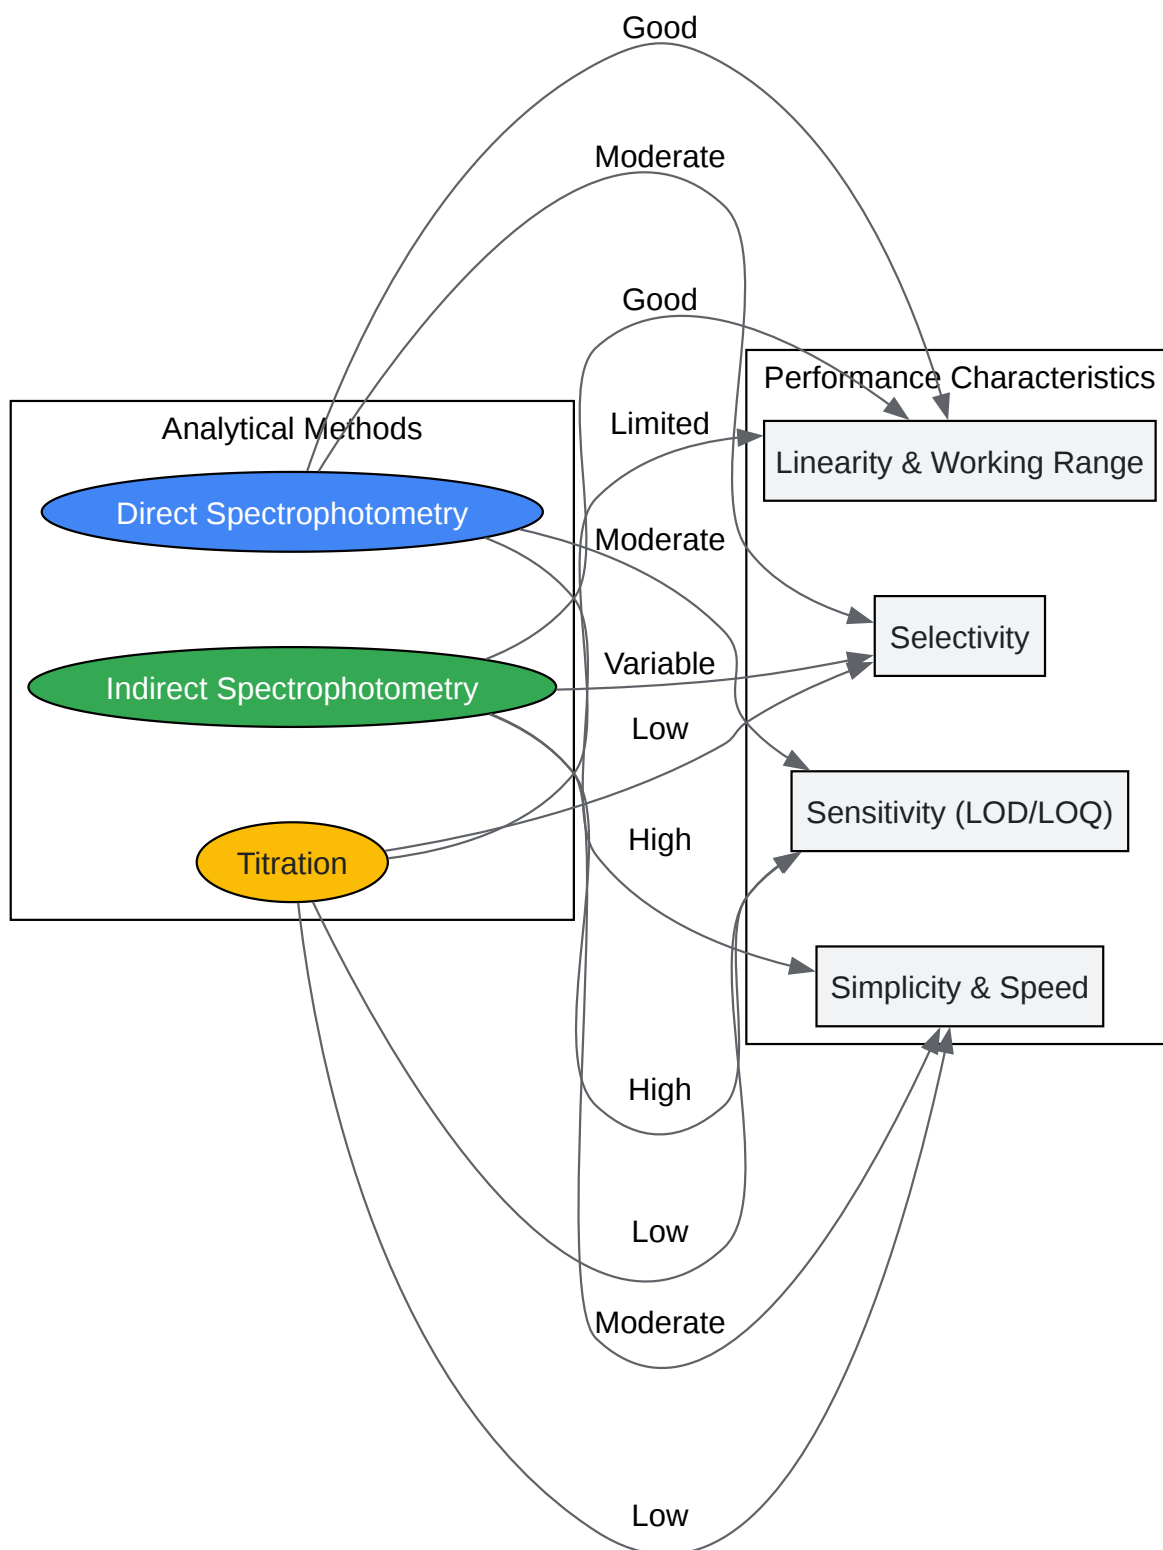 Good
Moderate
Good
Performance Characteristics
Limited
Analytical Methods
Linearity & Working Range
Direct Spectrophotometry
Moderate
Selectivity
Variable
Indirect Spectrophotometry
Low
Sensitivity (LOD/LOQ)
High
Titration
Simplicity & Speed
High
Low
Moderate
Low